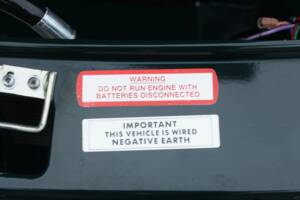 WARNING
DO NOT RUN ENGINE WITH
BATTERIES DISCONNECTED
IMPORTANT
THIS VEHICLE IS WIRED
NEGATIVE EARTH